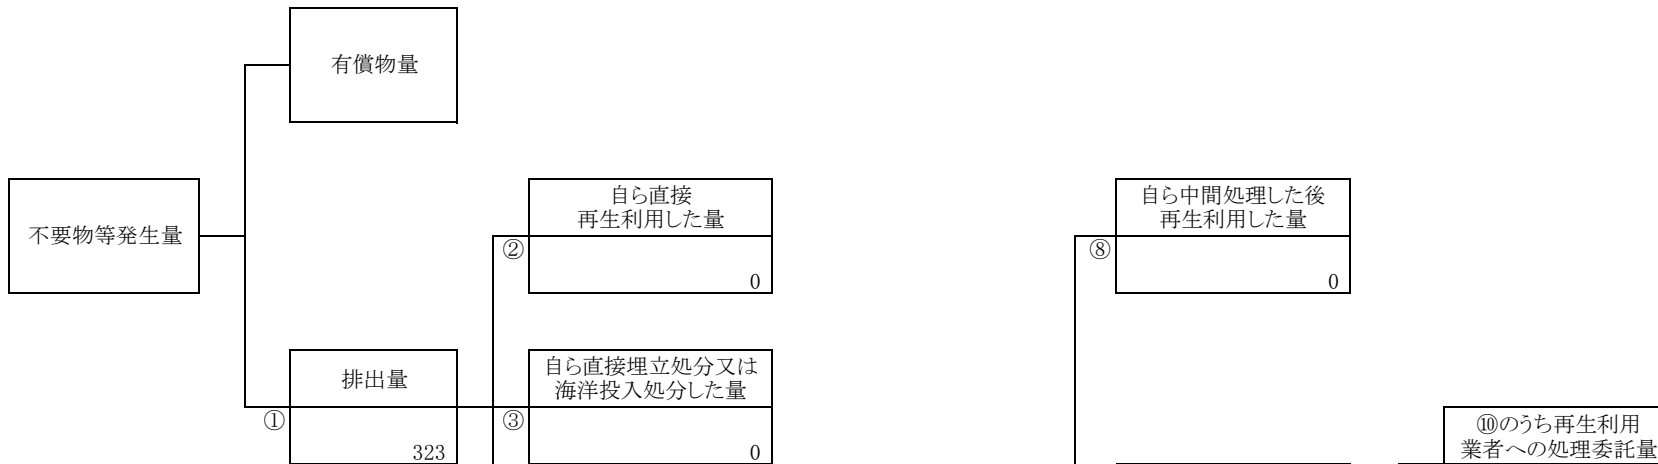 有償物量
不要物等発生量
自ら直接
再生利用した量
②
0
自ら中間処理した後
再生利用した量
⑧
0
排出量
①
323
自ら直接埋立処分又は
海洋投入処分した量
③
0
⑩のうち再生利用
業者への処理委託量